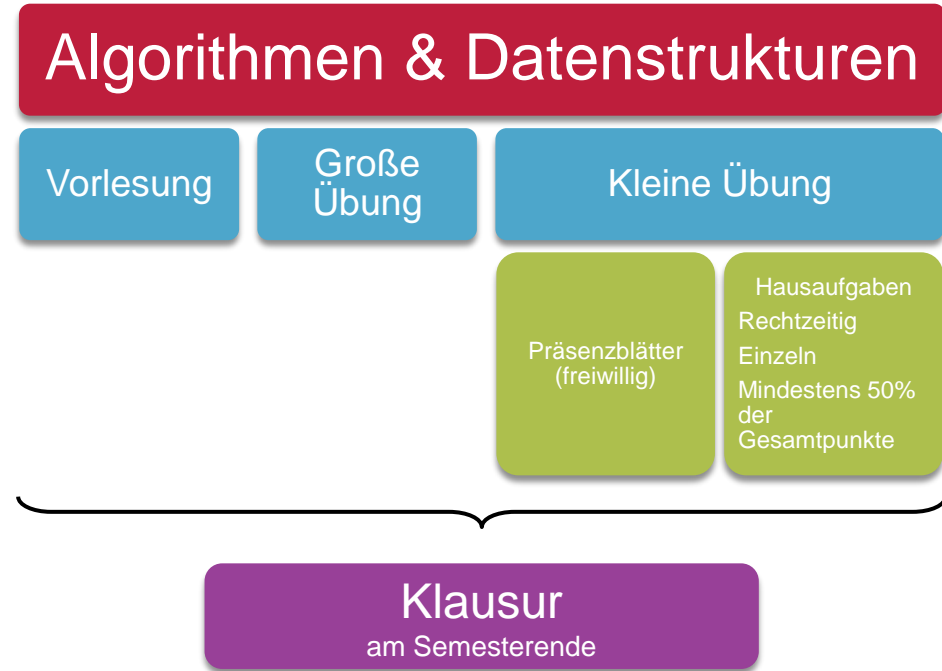 Algorithmen & Datenstrukturen
Vorlesung
Große
Übung
Kleine Übung
Präsenzblätter
(freiwillig)
Hausaufgaben
Rechtzeitig
Einzeln
Mindestens 50%
der
Gesamtpunkte
Klausur
am Semesterende